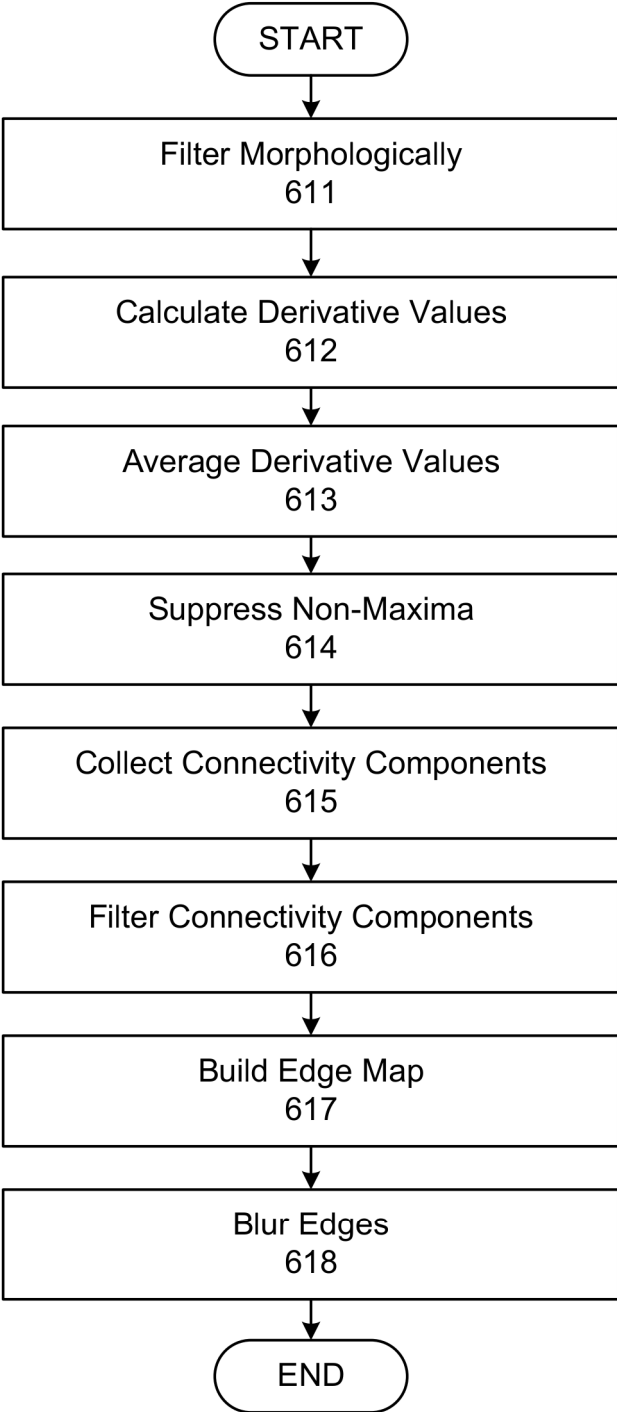 START
Filter Morphologically
611
Calculate Derivative Values
612
Average Derivative Values
613
Suppress Non-Maxima
614
Collect Connectivity Components
615
Filter Connectivity Components
616
Build Edge Map
617
Blur Edges
618
END